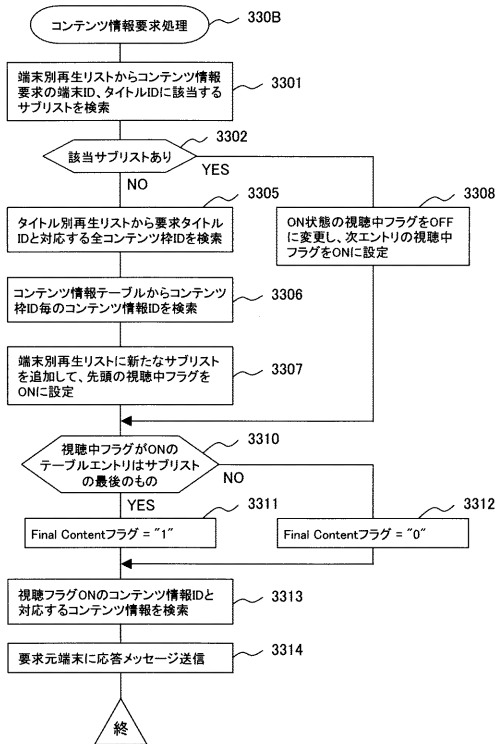 コンテンツ情報要求処理
330B
端末別再生リストからコンテンツ情報
要求の端末ID、タイトルIDに該当する
サブリストを検索
3301
3302
該当サブリストあり
YES
NO
3305
タイトル別再生リストから要求タイトル
IDと対応する全コンテンツ枠IDを検索
3308
ON状態の視聴中フラグをOFF
に変更し、次エントリの視聴中
フラグをONに設定
コンテンツ情報テーブルからコンテンツ
枠ID毎のコンテンツ情報IDを検索
3306
端末別再生リストに新たなサブリスト
を追加して、先頭の視聴中フラグを
ONに設定
3307
3310
視聴中フラグがONの
テーブルエントリはサブリスト
の最後のもの
NO
YES
3311
Final Contentフラグ = "1"
3312
Final Contentフラグ = "0"
視聴フラグONのコンテンツ情報IDと
対応するコンテンツ情報を検索
3313
要求元端末に応答メッセージ送信
3314
終